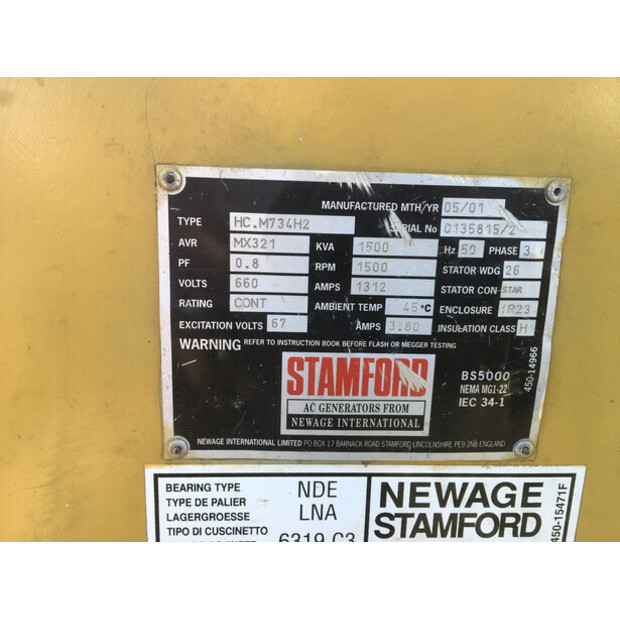 MANUFACTURED MTH/YR 05/01
TYPE HC.M734H2 SERIAL No 0135815/2
AVR MX321 KVA 1500 Hz 50 PHASE 3
PF 0.8 RPM 1500 STATOR WDG 26
VOLTS 660 AMPS 1312 STATOR CON STAR
RATING CONT AMBIENT TEMP 45°C ENCLOSURE IP23
EXCITATION VOLTS 67 AMPS 3.80 INSULATION CLASS H
WARNING REFER TO INSTRUCTION BOOK BEFORE FLASH OR MEGGER TESTING
450-14966
STAMFORD
AC GENERATORS FROM
NEWAGE INTERNATIONAL
BS5000
NEMA MG1-22
IEC 34-1
NEWAGE INTERNATIONAL LIMITED PO BOX 17 BARNACK ROAD STAMFORD LINCOLNSHIRE PE9 2NB ENGLAND
BEARING TYPE
TYPE DE PALIER
LAGERGROESSE
TIPO DI CUSCINETTO
NDE
LNA
6319 C3
NEWAGE
STAMFORD
450-15471F